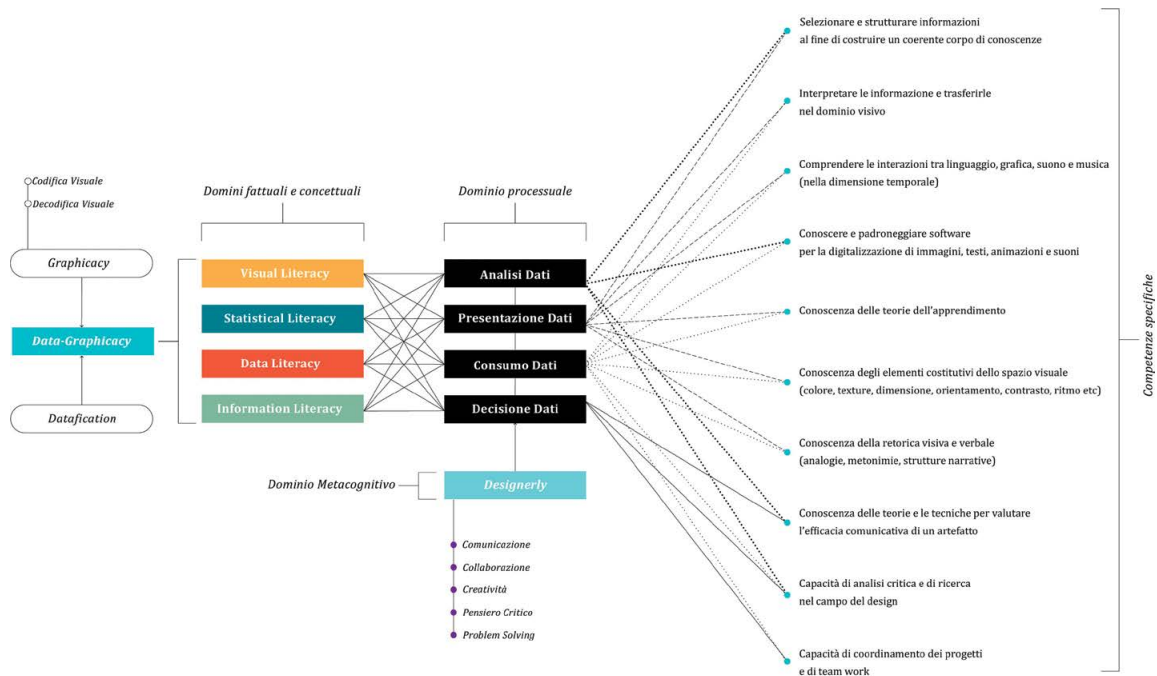 Codifica Visuale
Decodifica Visuale
Graphicacy
Data-Graphicacy
Datafication
Domini fattuali e concettuali
Visual Literacy
Statistical Literacy
Data Literacy
Information Literacy
Dominio processuale
Analisi Dati
Presentazione Dati
Consumo Dati
Decisione Dati
Dominio Metacognitivo
Designerly
Comunicazione
Collaborazione
Creatività
Pensiero Critico
Problem Solving
Selezionare e strutturare informazioni
al fine di costruire un coerente corpo di conoscenze
Interpretare le informazione e trasferirle
nel dominio visivo
Comprendere le interazioni tra linguaggio, grafica, suono e musica
(nella dimensione temporale)
Conoscere e padroneggiare software
per la digitalizzazione di immagini, testi, animazioni e suoni
Conoscenza delle teorie dell'apprendimento
Conoscenza degli elementi costitutivi dello spazio visuale
(colore, texture, dimensione, orientamento, contrasto, ritmo etc)
Conoscenza della retorica visiva e verbale
(analogie, metonimie, strutture narrative)
Conoscenza delle teorie e le tecniche per valutare
l'efficacia comunicativa di un artefatto
Capacità di analisi critica e di ricerca
nel campo del design
Capacità di coordinamento dei progetti
e di team work
Competenze specifiche